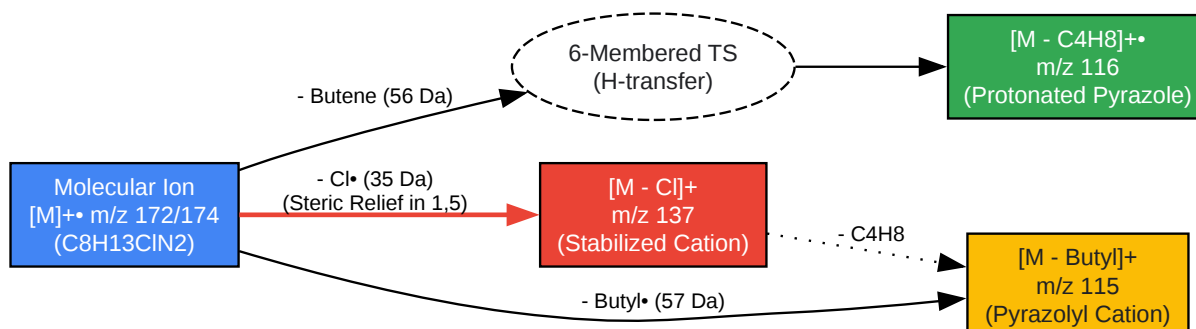 6-Membered TS
(H-transfer)
[M - C4H8]+•
m/z 116
(Protonated Pyrazole)
- Butene (56 Da)
Molecular Ion
[M]+• m/z 172/174
(C8H13ClN2)
- Cl• (35 Da)
(Steric Relief in 1,5)
[M - Cl]+
m/z 137
(Stabilized Cation)
- C4H8
- Butyl• (57 Da)
[M - Butyl]+
m/z 115
(Pyrazolyl Cation)